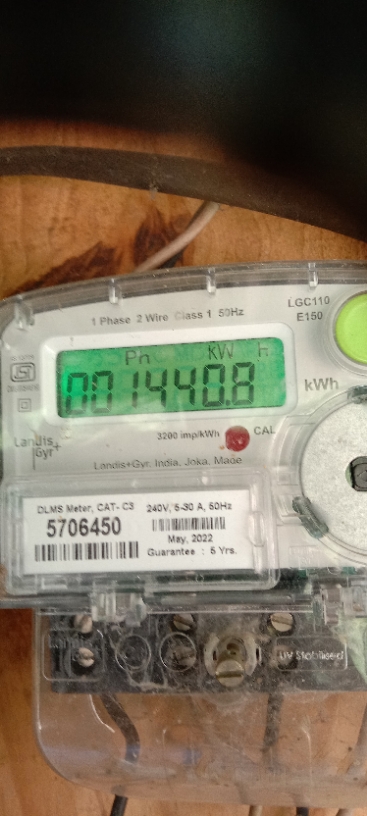 1 Phase 2 Wire Class 1 50Hz
LGC110
E150
Pn kW h
001440.8
kWh
3200 imp/kWh CAL
Landis+
Gyr
Landis+Gyr, India, Joka, Made
DLMS Meter, CAT- C3 240V, 5-30 A, 50Hz
5706450
May, 2022
Guarantee : 5 Yrs.
UV Stabilised